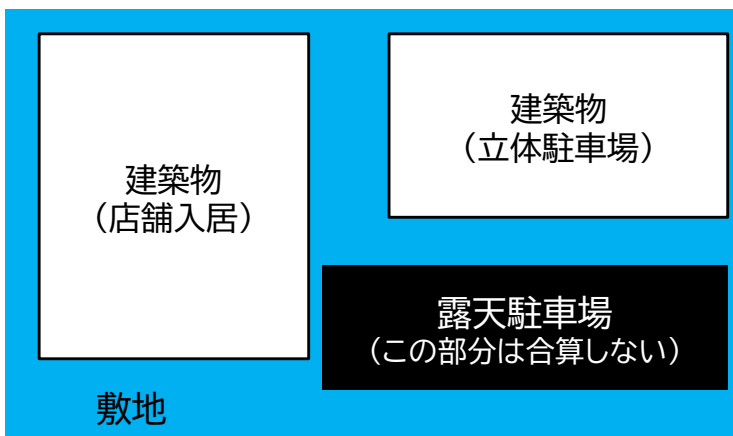 建築物
（店舗入居）
建築物
（立体駐車場）
露天駐車場
（この部分は合算しない）
敷地